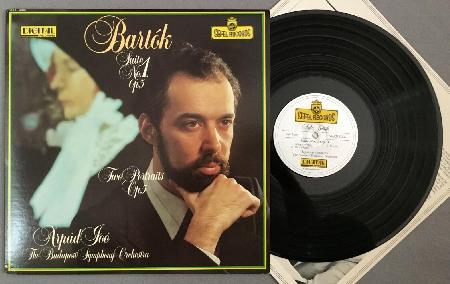 DIGITAL
Bartók
SEFEL RECORDS
Suite
No. 1
Op 3
Two Portraits
Op 5
Arpád Joó
The Budapest Symphony Orchestra
SEFEL RECORDS
DIGITAL